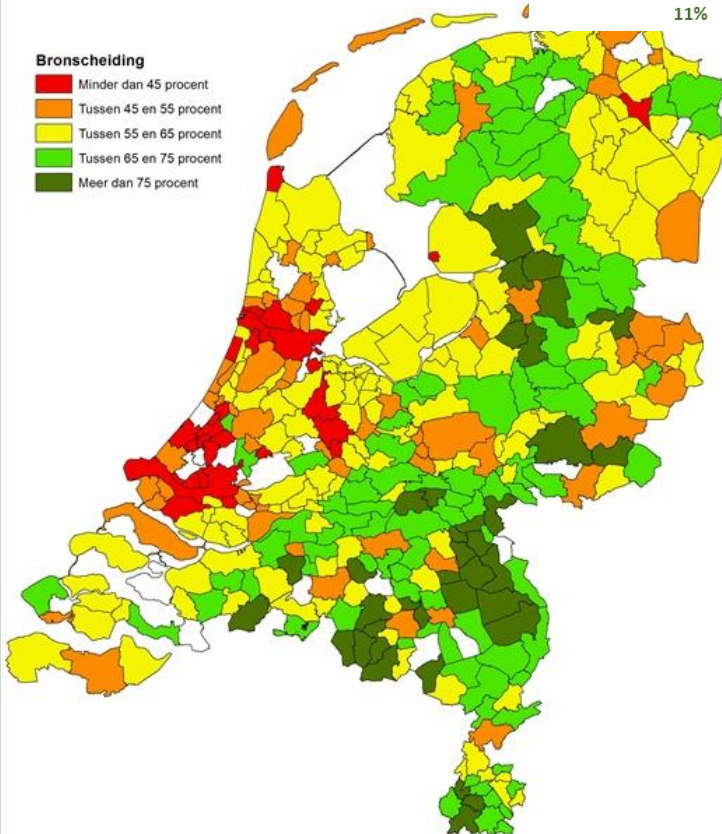 11%
Bronscheiding
Minder dan 45 procent
Tussen 45 en 55 procent
Tussen 55 en 65 procent
Tussen 65 en 75 procent
Meer dan 75 procent